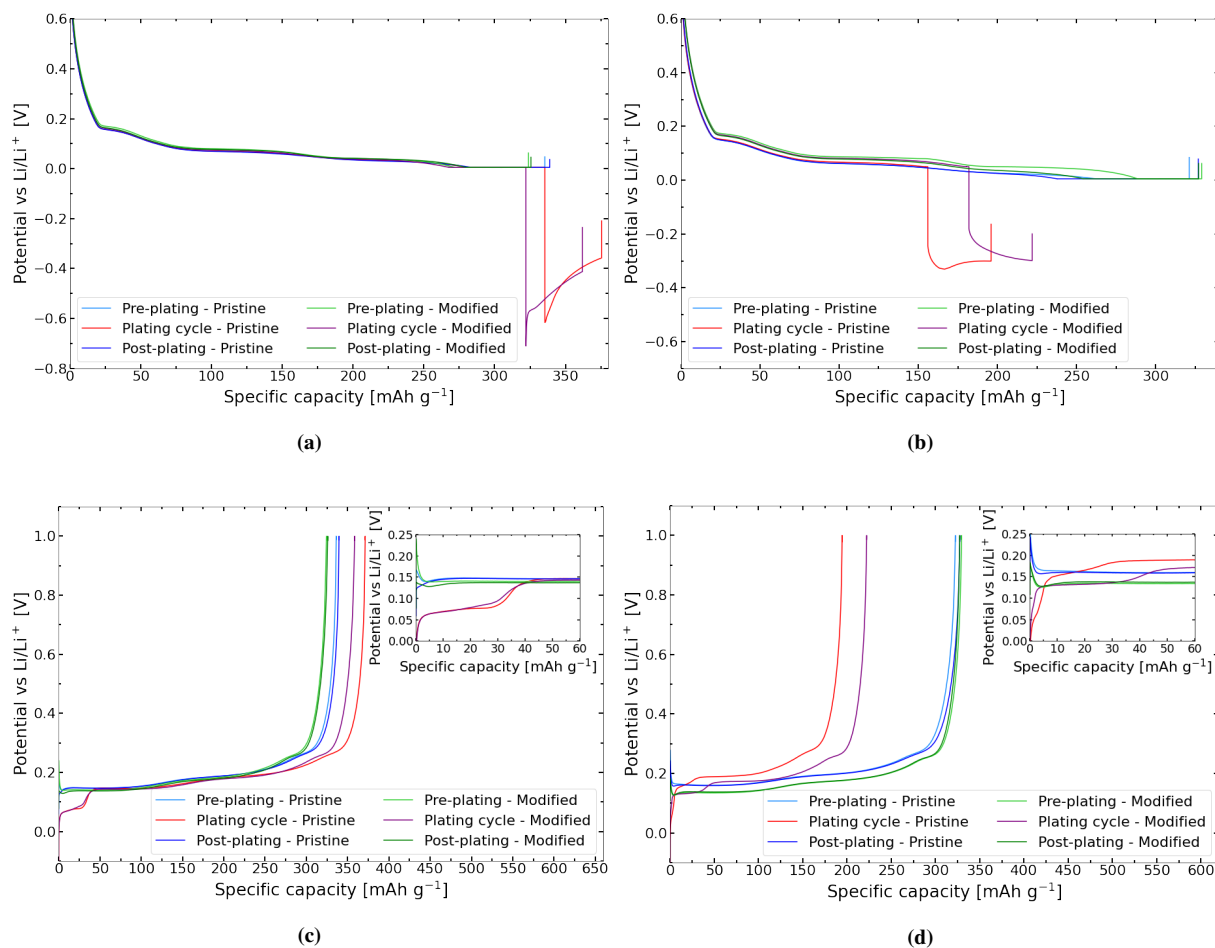 0.6
0.4
0.2
0.0
−0.2
−0.4
−0.6
−0.8
Potential vs Li/Li⁺ [V]
Pre-plating - Pristine
Plating cycle - Pristine
Post-plating - Pristine
Pre-plating - Modified
Plating cycle - Modified
Post-plating - Modified
0 50 100 150 200 250 300 350
Specific capacity [mAh g⁻¹]
(a)
0.6
0.4
0.2
0.0
−0.2
−0.4
−0.6
Potential vs Li/Li⁺ [V]
Pre-plating - Pristine
Plating cycle - Pristine
Post-plating - Pristine
Pre-plating - Modified
Plating cycle - Modified
Post-plating - Modified
0 50 100 150 200 250 300
Specific capacity [mAh g⁻¹]
(b)
1.0
0.8
0.6
0.4
0.2
0.0
Potential vs Li/Li⁺ [V]
0.25
0.20
0.15
0.10
0.05
0.00
Potential vs Li/Li⁺ [V]
0 10 20 30 40 50 60
Specific capacity [mAh g⁻¹]
Pre-plating - Pristine
Plating cycle - Pristine
Post-plating - Pristine
Pre-plating - Modified
Plating cycle - Modified
Post-plating - Modified
0 50 100 150 200 250 300 350 400 450 500 550 600 650
Specific capacity [mAh g⁻¹]
(c)
1.0
0.8
0.6
0.4
0.2
0.0
Potential vs Li/Li⁺ [V]
0.25
0.20
0.15
0.10
0.05
0.00
Potential vs Li/Li⁺ [V]
0 10 20 30 40 50 60
Specific capacity [mAh g⁻¹]
Pre-plating - Pristine
Plating cycle - Pristine
Post-plating - Pristine
Pre-plating - Modified
Plating cycle - Modified
Post-plating - Modified
0 50 100 150 200 250 300 350 400 450 500 550 600
Specific capacity [mAh g⁻¹]
(d)